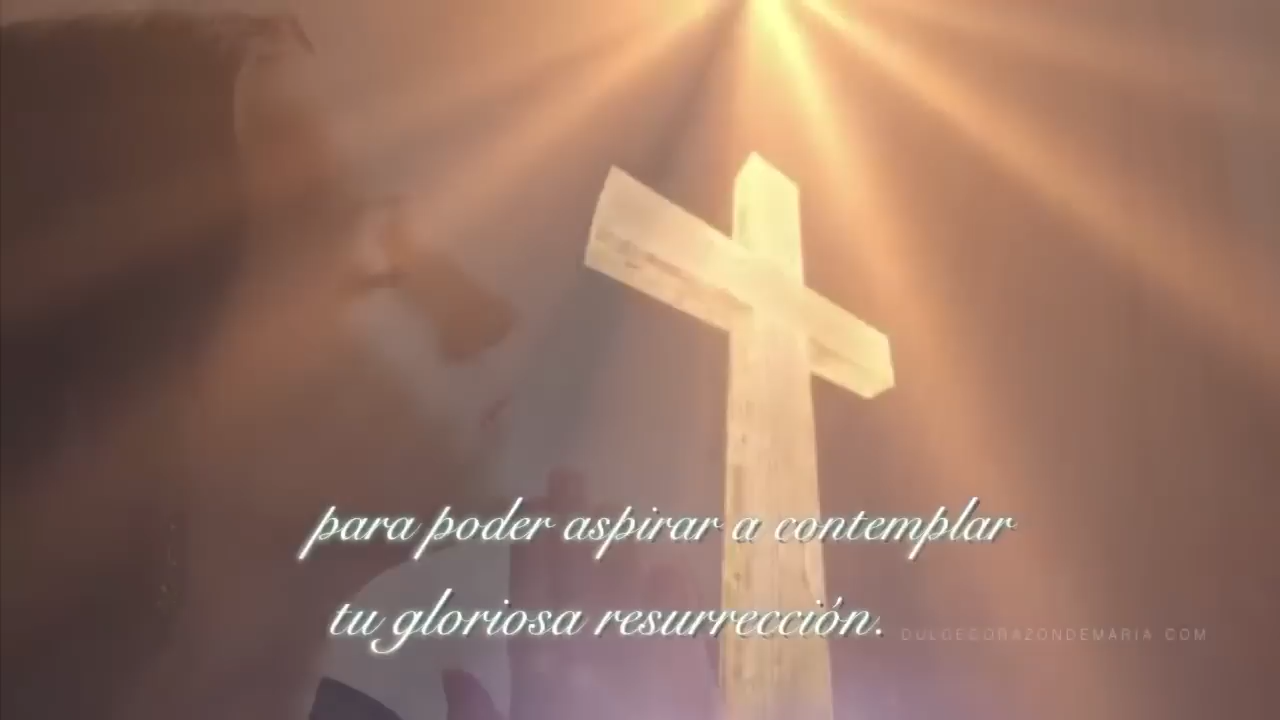 para poder aspirar a contemplar
tu gloriosa resurrección.
DULCECORAZONDEMARIA.COM